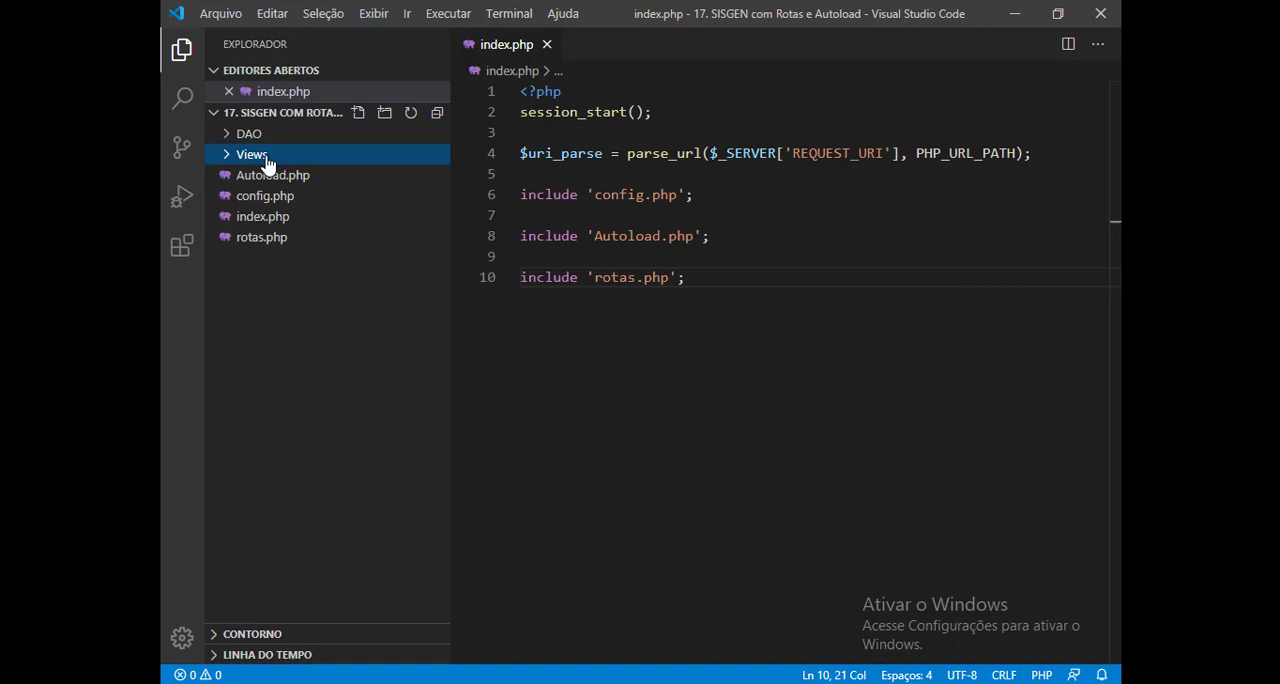 Arquivo Editar Seleção Exibir Ir Executar Terminal Ajuda index.php - 17. SISGEN com Rotas e Autoload - Visual Studio Code
EXPLORADOR
index.php
EDITORES ABERTOS
index.php
index.php > ...
17. SISGEN COM ROTA...
DAO
Views
Autoload.php
config.php
index.php
rotas.php
1 <?php
2 session_start();
3
4 $uri_parse = parse_url($_SERVER['REQUEST_URI'], PHP_URL_PATH);
5
6 include 'config.php';
7
8 include 'Autoload.php';
9
10 include 'rotas.php';
Ativar o Windows
Acesse Configurações para ativar o
Windows.
CONTORNO
LINHA DO TEMPO
0 0 Ln 10, 21 Col Espaços: 4 UTF-8 CRLF PHP